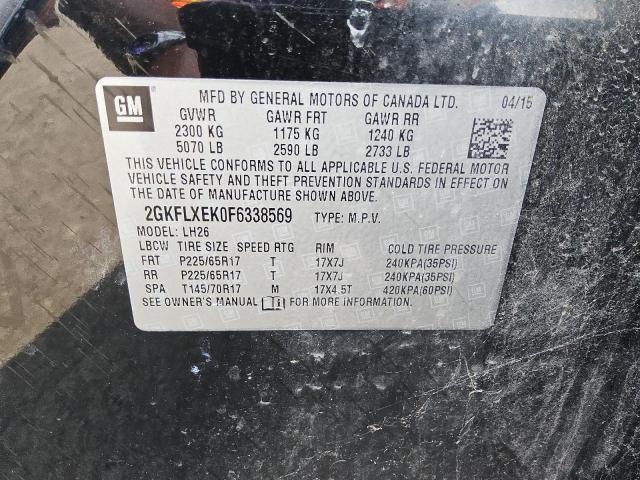 GM
MFD BY GENERAL MOTORS OF CANADA LTD. 04/15
GVWR GAWR FRT GAWR RR
2300 KG 1175 KG 1240 KG
5070 LB 2590 LB 2733 LB
THIS VEHICLE CONFORMS TO ALL APPLICABLE U.S. FEDERAL MOTOR
VEHICLE SAFETY AND THEFT PREVENTION STANDARDS IN EFFECT ON
THE DATE OF MANUFACTURE SHOWN ABOVE.
2GKFLXEK0F6338569 TYPE: M.P.V.
MODEL: LH26
LBCW TIRE SIZE SPEED RTG RIM COLD TIRE PRESSURE
FRT P225/65R17 T 17X7J 240KPA(35PSI)
RR P225/65R17 T 17X7J 240KPA(35PSI)
SPA T145/70R17 M 17X4.5T 420KPA(60PSI)
SEE OWNER'S MANUAL FOR MORE INFORMATION.